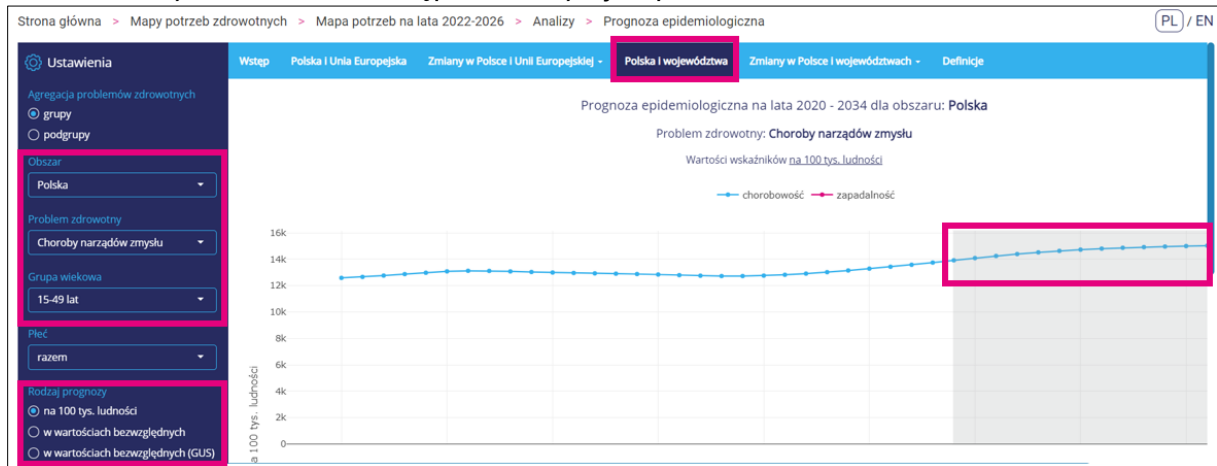 Strona główna > Mapy potrzeb zdrowotnych > Mapa potrzeb na lata 2022-2026 > Analizy > Prognoza epidemiologiczna
PL / EN
Ustawienia
Wstęp
Polska i Unia Europejska
Zmiany w Polsce i Unii Europejskiej
Polska i województwa
Zmiany w Polsce i województwach
Definicje
Agregacja problemów zdrowotnych
grupy
podgrupy
Obszar
Polska
Problem zdrowotny
Choroby narządów zmysłu
Grupa wiekowa
15-49 lat
Płeć
razem
Rodzaj prognozy
na 100 tys. ludności
w wartościach bezwzględnych
w wartościach bezwzględnych (GUS)
Prognoza epidemiologiczna na lata 2020 - 2034 dla obszaru: Polska
Problem zdrowotny: Choroby narządów zmysłu
Wartości wskaźników na 100 tys. ludności
chorobowość
zapadalność
16k
14k
12k
10k
8k
6k
4k
2k
0
a 100 tys. ludności